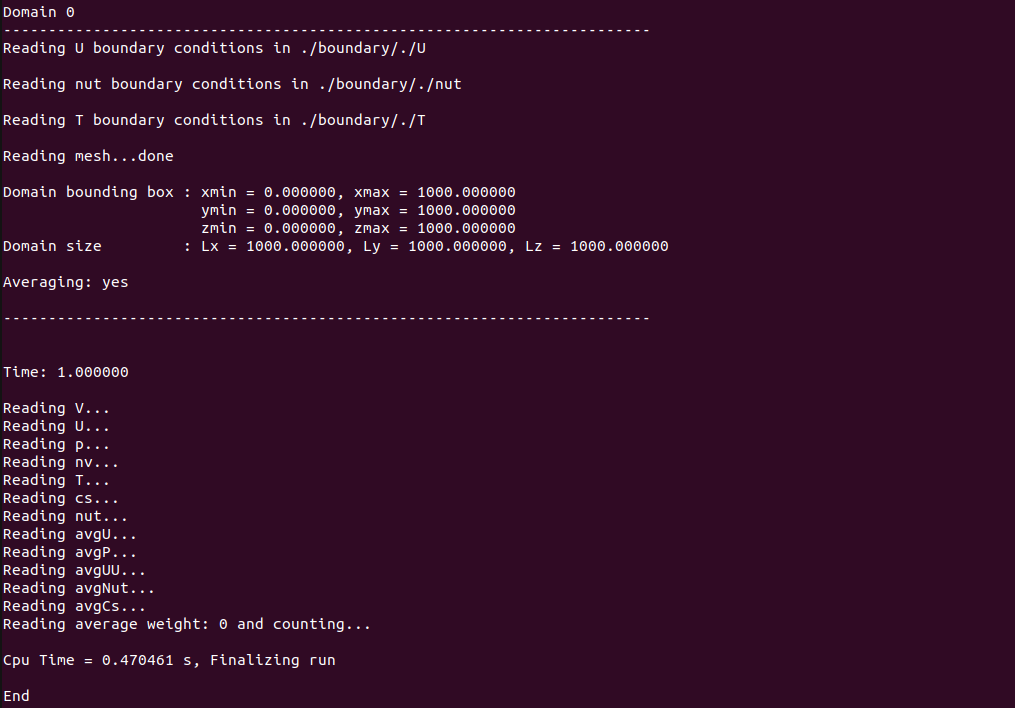 Domain 0
------------------------------------------------------------------------
Reading U boundary conditions in ./boundary/./U
Reading nut boundary conditions in ./boundary/./nut
Reading T boundary conditions in ./boundary/./T
Reading mesh...done
Domain bounding box : xmin = 0.000000, xmax = 1000.000000
ymin = 0.000000, ymax = 1000.000000
zmin = 0.000000, zmax = 1000.000000
Domain size         : Lx = 1000.000000, Ly = 1000.000000, Lz = 1000.000000
Averaging: yes
------------------------------------------------------------------------
Time: 1.000000
Reading V...
Reading U...
Reading p...
Reading nv...
Reading T...
Reading cs...
Reading nut...
Reading avgU...
Reading avgP...
Reading avgUU...
Reading avgNut...
Reading avgCs...
Reading average weight: 0 and counting...
Cpu Time = 0.470461 s, Finalizing run
End